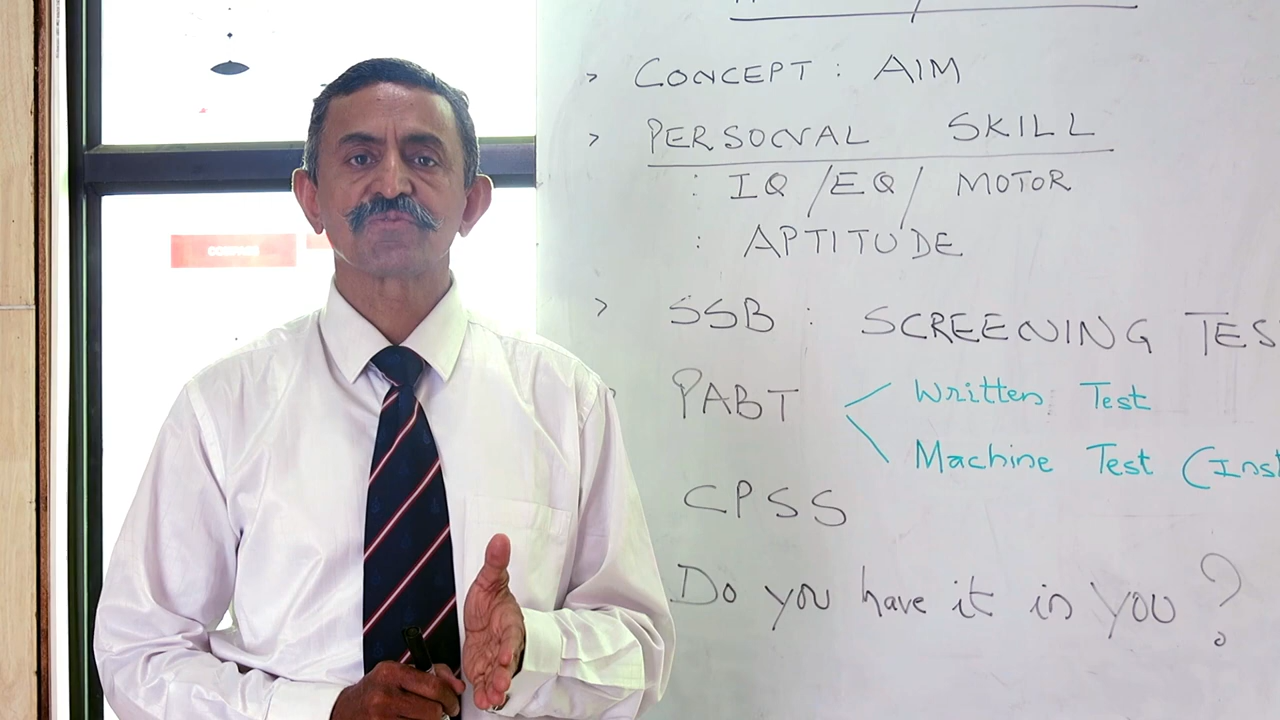 > CONCEPT : AIM
> PERSONAL SKILL
: IQ / EQ / MOTOR
: APTITUDE
> SSB : SCREENING TES
PABT < Written Test
Machine Test (Inst
CPSS
Do you have it in you ?